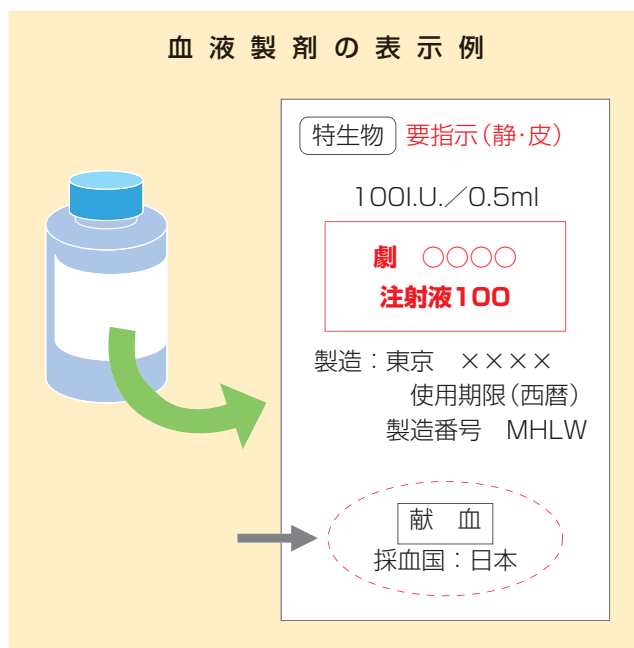 血液製剤の表示例
特生物 要指示(静・皮)
100I.U.／0.5ml
劇 ○○○○
注射液100
製造：東京 ××××
使用期限(西暦)
製造番号 MHLW
献血
採血国：日本